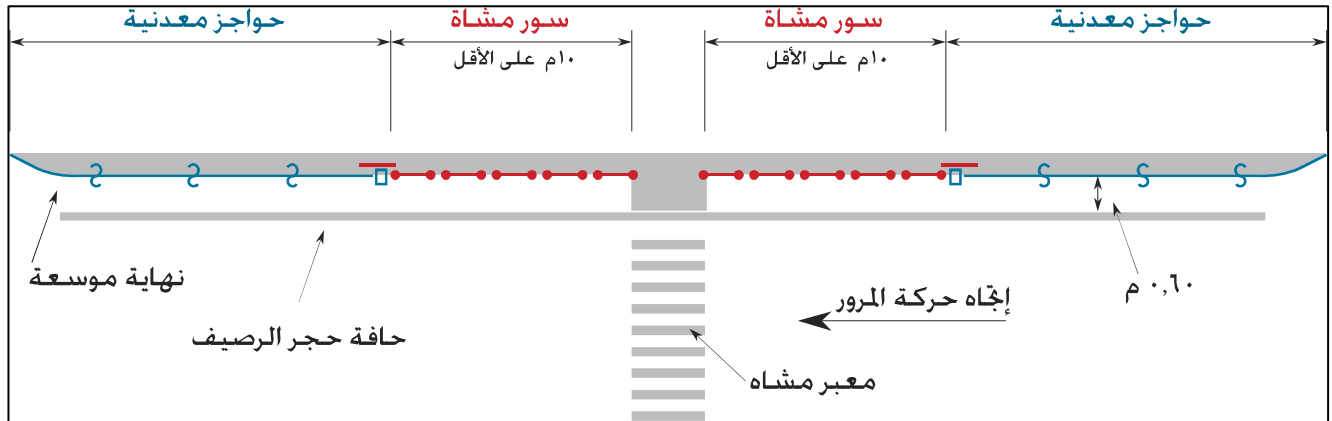 حواجز معدنية
سور مشاة
سور مشاة
حواجز معدنية
١٠م على الأقل
١٠م على الأقل
نهاية موسعة
٠,٦٠ م
إتجاه حركة المرور
حافة حجر الرصيف
معبر مشاه